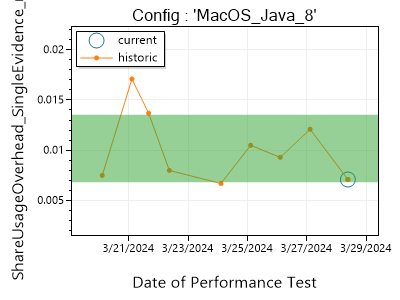 Config : 'MacOS_Java_8'
current
historic
0.02
0.015
0.01
0.005
3/21/2024
3/23/2024
3/25/2024
3/27/2024
3/29/2024
Date of Performance Test